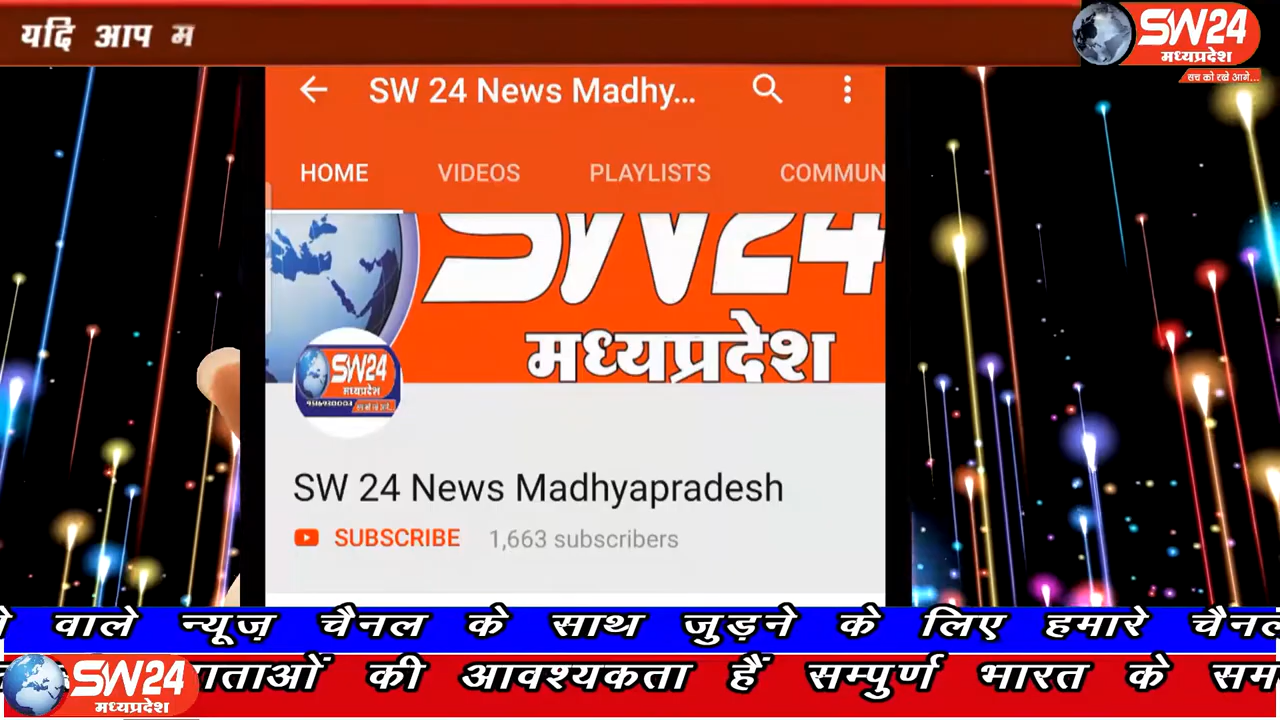 यदि आप म
SW24
मध्यप्रदेश
सच को रखे आगे...
SW 24 News Madhy...
HOME VIDEOS PLAYLISTS COMMUN
SW24
मध्यप्रदेश
SW24
मध्यप्रदेश
SW 24 News Madhyapradesh
SUBSCRIBE 1,663 subscribers
वाले न्यूज़ चैनल के साथ जुड़ने के लिए हमारे चैनल
की आवश्यकता हैं सम्पुर्ण भारत के सम
SW24
मध्यप्रदेश